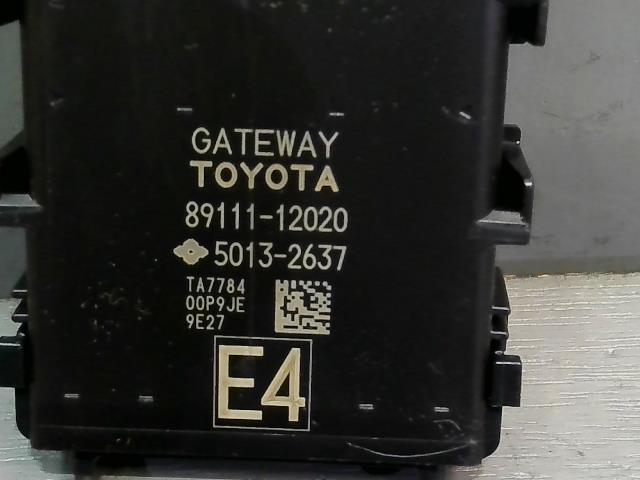 GATEWAY
TOYOTA
89111-12020
5013-2637
TA7784
00P9JE
9E27
E4